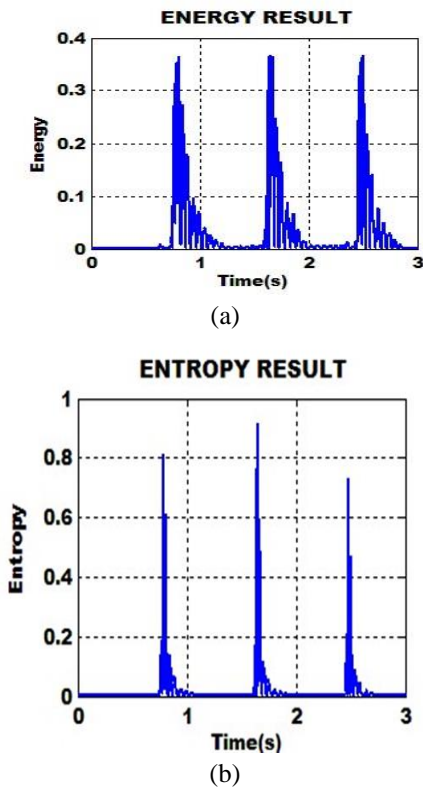 ENERGY RESULT
0.4
0.3
0.2
0.1
0
Energy
0 1 2 3
Time(s)
(a)
ENTROPY RESULT
1
0.8
0.6
0.4
0.2
0
Entropy
0 1 2 3
Time(s)
(b)